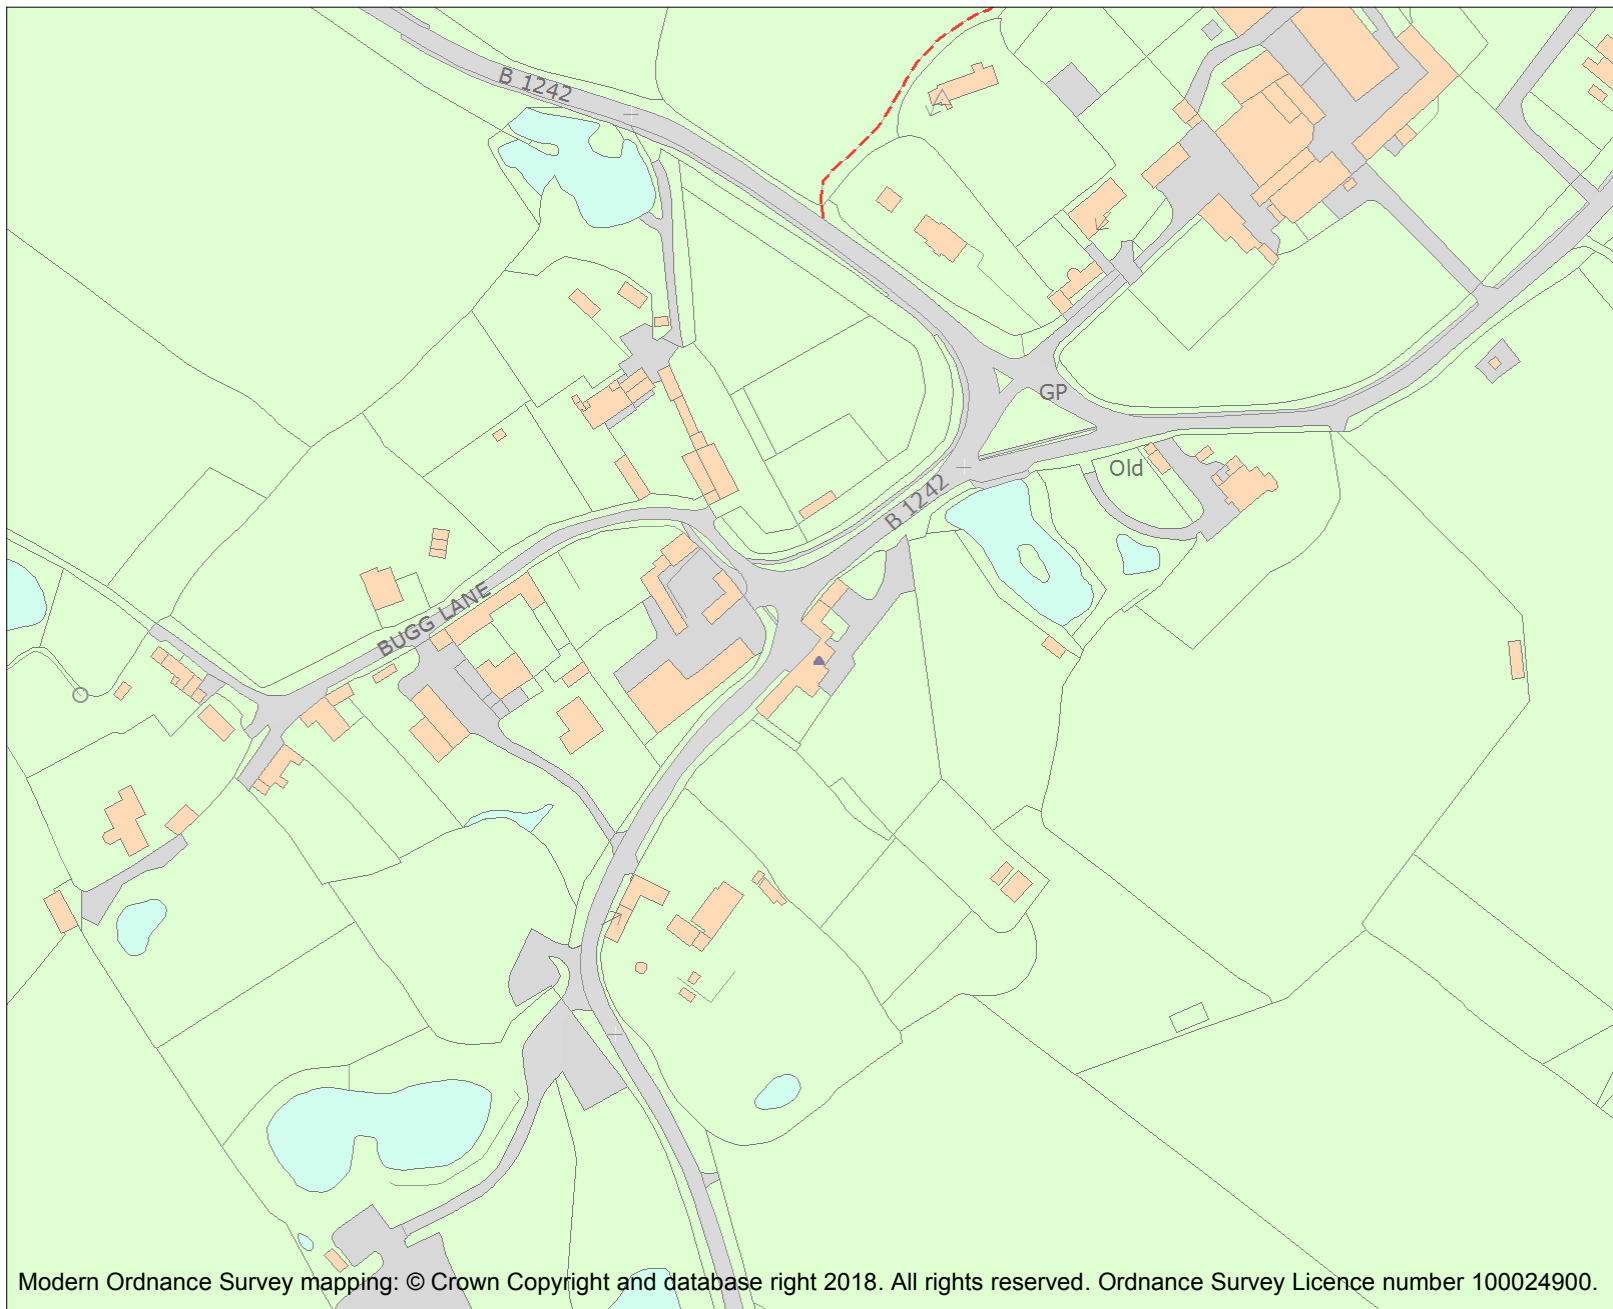 B 1242
GP
Old
B 1242
BUGG LANE
Modern Ordnance Survey mapping: © Crown Copyright and database right 2018. All rights reserved. Ordnance Survey Licence number 100024900.